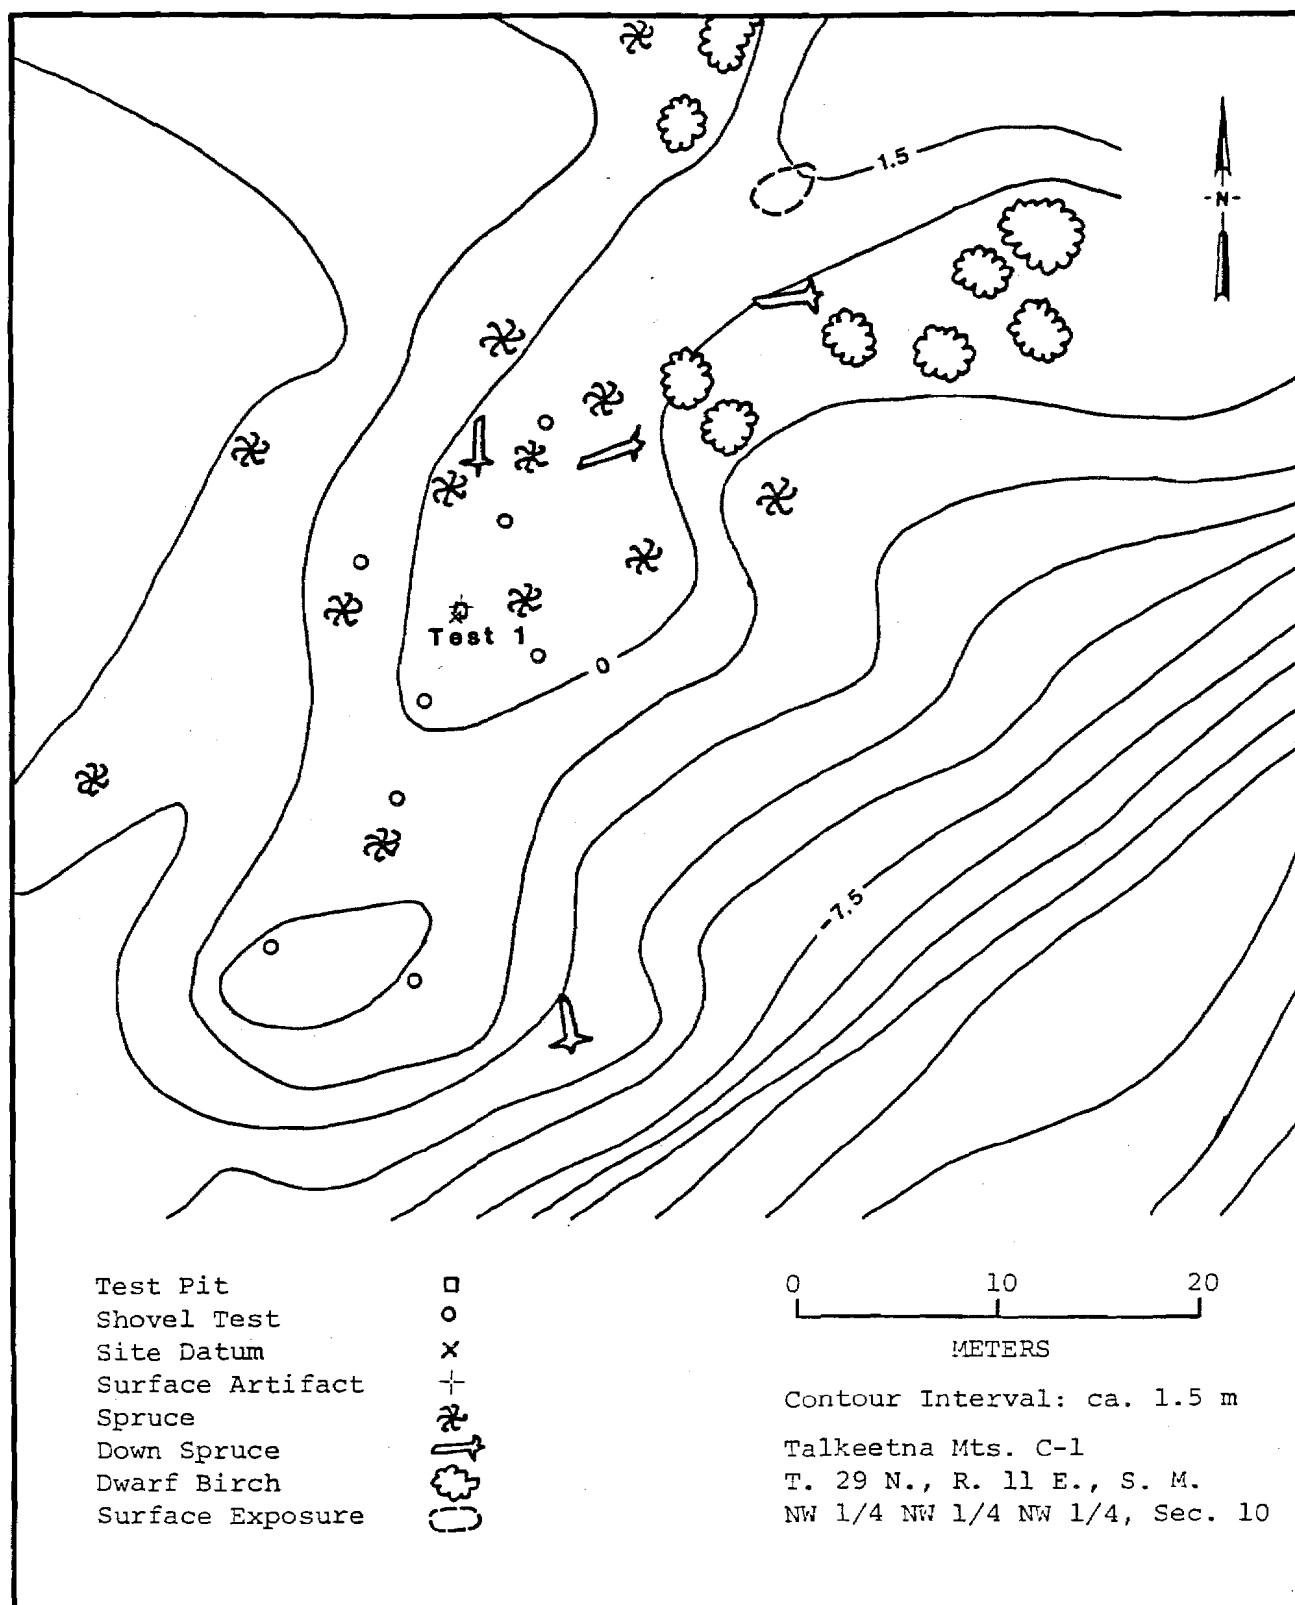 1.5
-N-
Test 1
0
-7.5
Test Pit
Shovel Test
Site Datum
Surface Artifact
Spruce
Down Spruce
Dwarf Birch
Surface Exposure
0 10 20
METERS
Contour Interval: ca. 1.5 m
Talkeetna Mts. C-1
T. 29 N., R. 11 E., S. M.
NW 1/4 NW 1/4 NW 1/4, Sec. 10